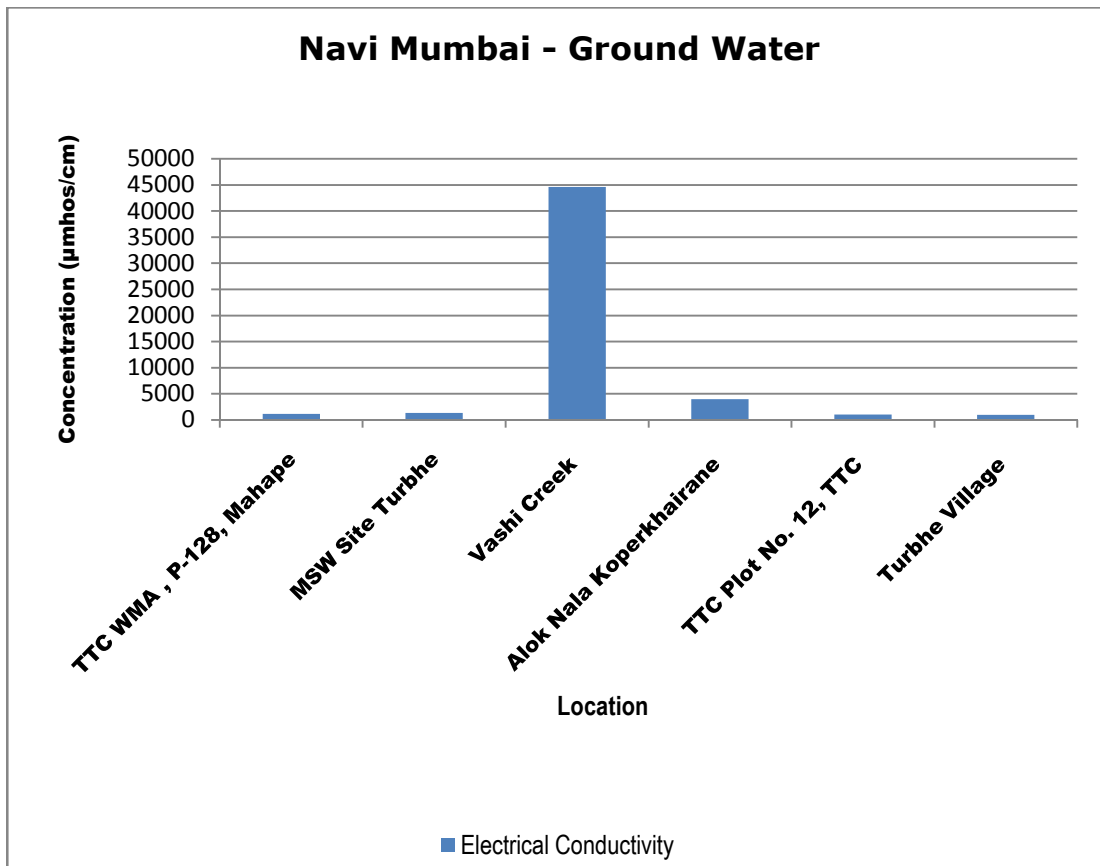 Navi Mumbai - Ground Water
Concentration (µmhos/cm)
50000
45000
40000
35000
30000
25000
20000
15000
10000
5000
0
TTC WMA , P-128, Mahape
MSW Site Turbhe
Vashi Creek
Alok Nala Koperkhairane
TTC Plot No. 12, TTC
Turbhe Village
Location
Electrical Conductivity